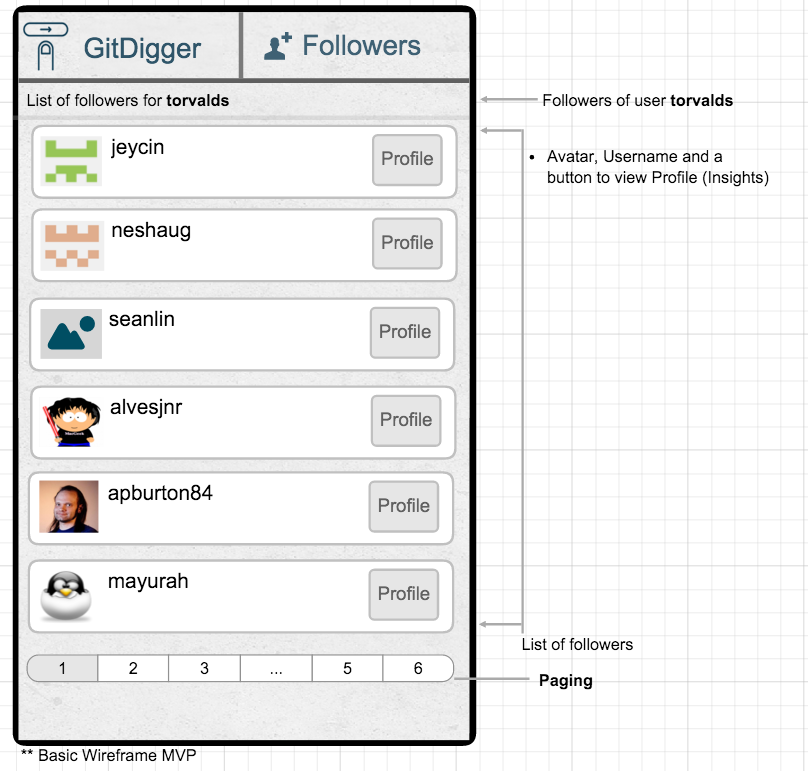 GitDigger
Followers
List of followers for torvalds
Followers of user torvalds
jeycin
Profile
• Avatar, Username and a
button to view Profile (Insights)
neshaug
Profile
seanlin
Profile
alvesjnr
Profile
apburton84
Profile
mayurah
Profile
List of followers
1 2 3 ... 5 6
Paging
** Basic Wireframe MVP